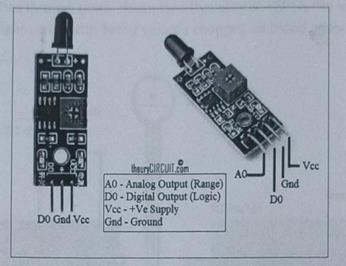 D0 Gnd Vcc
A0
D0
Gnd
Vcc
theoryCIRCUIT.com
A0 - Analog Output (Range)
D0 - Digital Output (Logic)
Vcc - +Ve Supply
Gnd - Ground